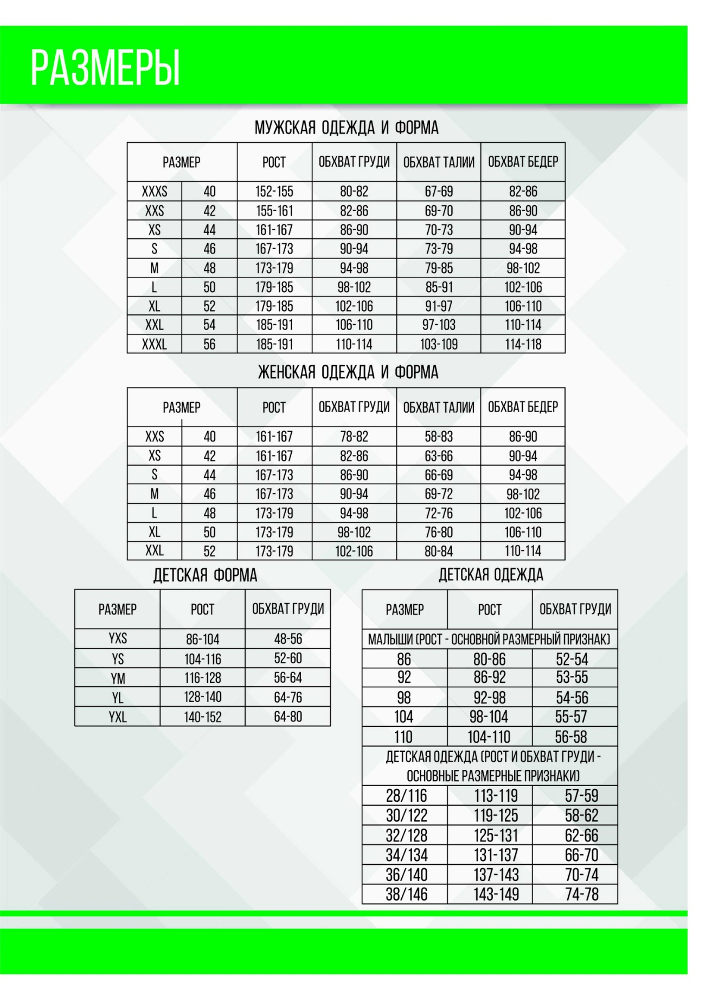 РАЗМЕРЫ
МУЖСКАЯ ОДЕЖДА И ФОРМА
РАЗМЕР РОСТ ОБХВАТ ГРУДИ ОБХВАТ ТАЛИИ ОБХВАТ БЕДЕР
XXXS 40 152-155 80-82 67-69 82-86
XXS 42 155-161 82-86 69-70 86-90
XS 44 161-167 86-90 70-73 90-94
S 46 167-173 90-94 73-79 94-98
M 48 173-179 94-98 79-85 98-102
L 50 179-185 98-102 85-91 102-106
XL 52 179-185 102-106 91-97 106-110
XXL 54 185-191 106-110 97-103 110-114
XXXL 56 185-191 110-114 103-109 114-118
ЖЕНСКАЯ ОДЕЖДА И ФОРМА
РАЗМЕР РОСТ ОБХВАТ ГРУДИ ОБХВАТ ТАЛИИ ОБХВАТ БЕДЕР
XXS 40 161-167 78-82 58-83 86-90
XS 42 161-167 82-86 63-66 90-94
S 44 167-173 86-90 66-69 94-98
M 46 167-173 90-94 69-72 98-102
L 48 173-179 94-98 72-76 102-106
XL 50 173-179 98-102 76-80 106-110
XXL 52 173-179 102-106 80-84 110-114
ДЕТСКАЯ ФОРМА
РАЗМЕР РОСТ ОБХВАТ ГРУДИ
YXS 86-104 48-56
YS 104-116 52-60
YM 116-128 56-64
YL 128-140 64-76
YXL 140-152 64-80
ДЕТСКАЯ ОДЕЖДА
РАЗМЕР РОСТ ОБХВАТ ГРУДИ
МАЛЫШИ (РОСТ - ОСНОВНОЙ РАЗМЕРНЫЙ ПРИЗНАК)
86 80-86 52-54
92 86-92 53-55
98 92-98 54-56
104 98-104 55-57
110 104-110 56-58
ДЕТСКАЯ ОДЕЖДА (РОСТ И ОБХВАТ ГРУДИ -
ОСНОВНЫЕ РАЗМЕРНЫЕ ПРИЗНАКИ)
28/116 113-119 57-59
30/122 119-125 58-62
32/128 125-131 62-66
34/134 131-137 66-70
36/140 137-143 70-74
38/146 143-149 74-78